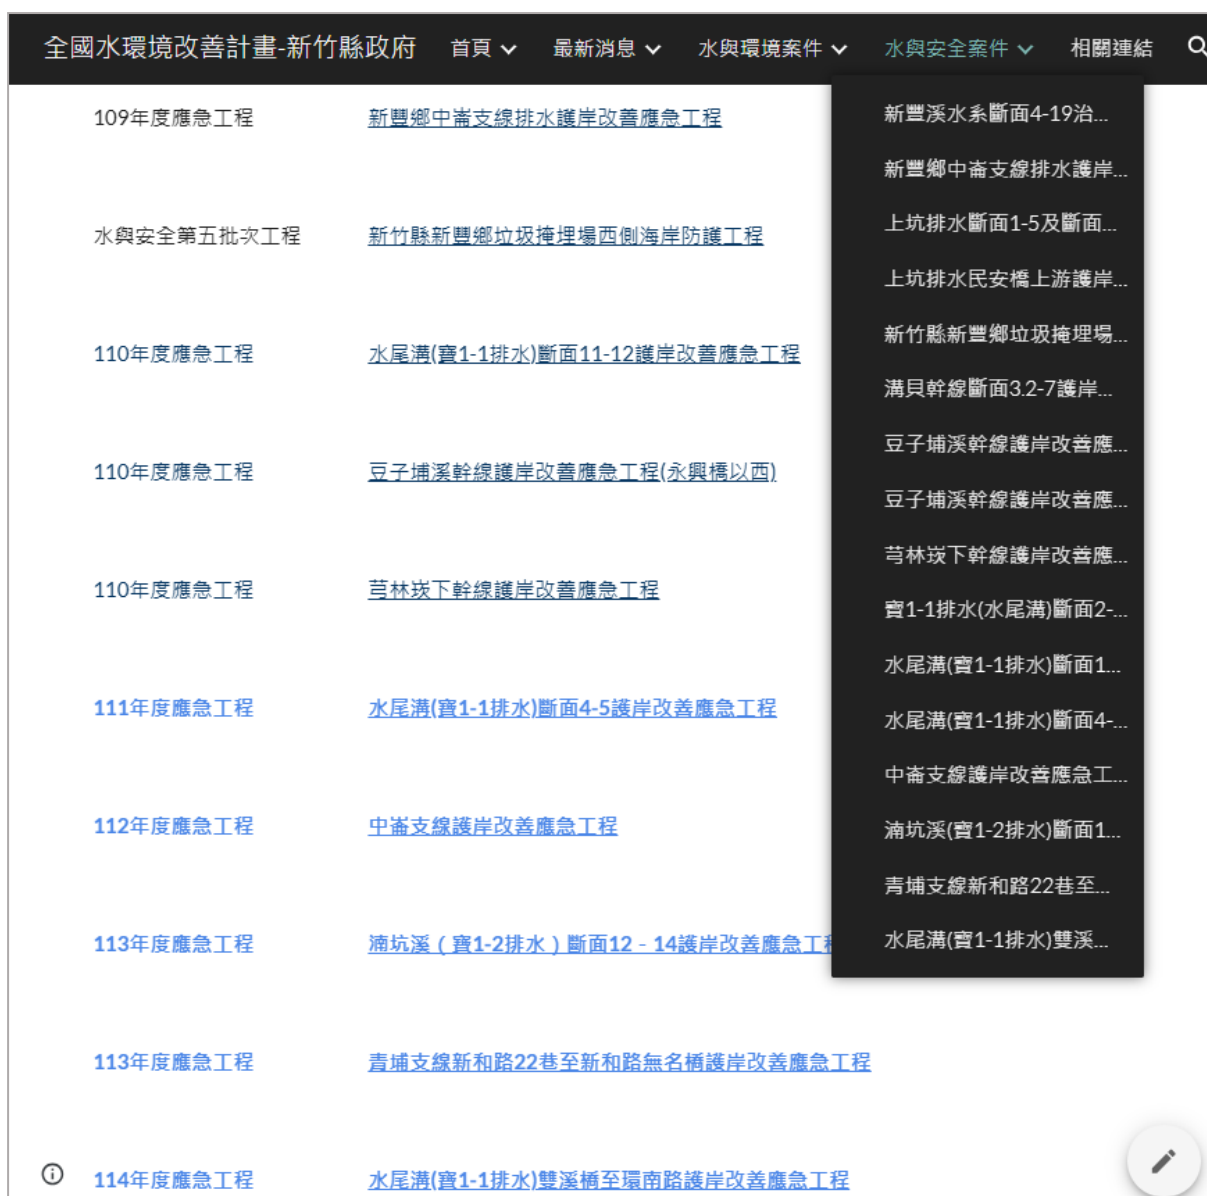 全國水環境改善計畫-新竹縣政府 首頁 最新消息 水與環境案件 水與安全案件 相關連結
109年度應急工程 新豐鄉中崙支線排水護岸改善應急工程
水與安全第五批次工程 新竹縣新豐鄉垃圾掩埋場西側海岸防護工程
110年度應急工程 水尾溝(寶1-1排水)斷面11-12護岸改善應急工程
110年度應急工程 豆子埔溪幹線護岸改善應急工程(永興橋以西)
110年度應急工程 芎林崁下幹線護岸改善應急工程
111年度應急工程 水尾溝(寶1-1排水)斷面4-5護岸改善應急工程
112年度應急工程 中崙支線護岸改善應急工程
113年度應急工程 湳坑溪（寶1-2排水）斷面12 - 14護岸改善應急工程
113年度應急工程 青埔支線新和路22巷至新和路無名橋護岸改善應急工程
114年度應急工程 水尾溝(寶1-1排水)雙溪橋至環南路護岸改善應急工程
新豐溪水系斷面4-19治...
新豐鄉中崙支線排水護岸...
上坑排水斷面1-5及斷面...
上坑排水民安橋上游護岸...
新竹縣新豐鄉垃圾掩埋場...
溝貝幹線斷面3.2-7護岸...
豆子埔溪幹線護岸改善應...
豆子埔溪幹線護岸改善應...
芎林崁下幹線護岸改善應...
寶1-1排水(水尾溝)斷面2-...
水尾溝(寶1-1排水)斷面1...
水尾溝(寶1-1排水)斷面4-...
中崙支線護岸改善應急工...
湳坑溪(寶1-2排水)斷面1...
青埔支線新和路22巷至...
水尾溝(寶1-1排水)雙溪...